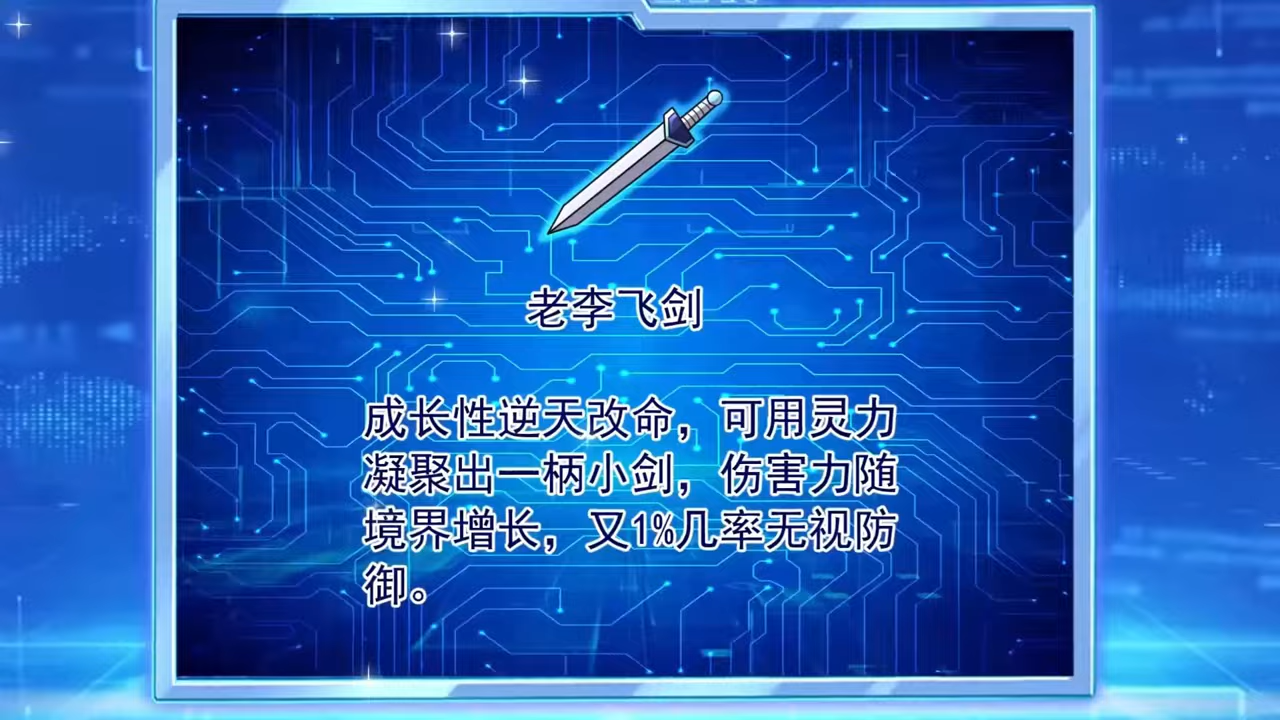 老李飞剑
成长性逆天改命，可用灵力
凝聚出一柄小剑，伤害力随
境界增长，又1%几率无视防
御。